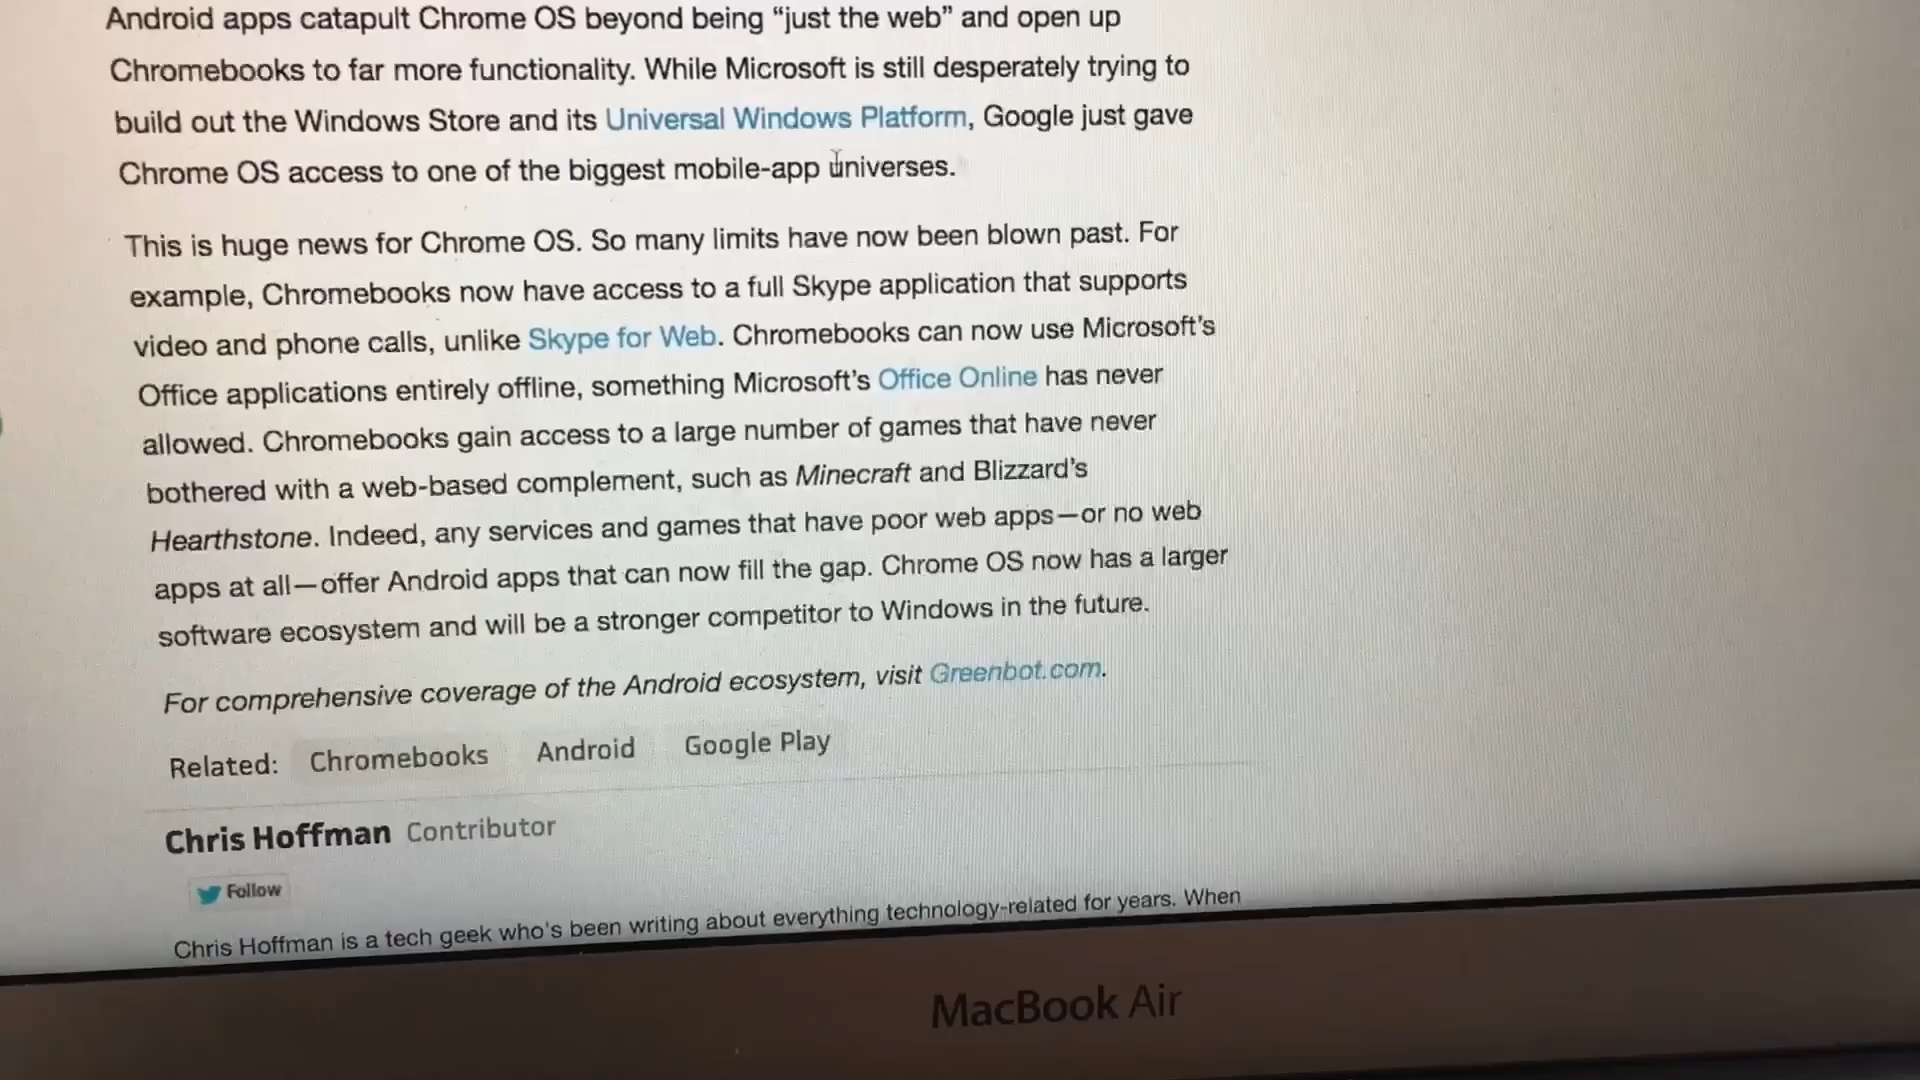 Android apps catapult Chrome OS beyond being “just the web” and open up
Chromebooks to far more functionality. While Microsoft is still desperately trying to
build out the Windows Store and its Universal Windows Platform, Google just gave
Chrome OS access to one of the biggest mobile-app universes.
This is huge news for Chrome OS. So many limits have now been blown past. For
example, Chromebooks now have access to a full Skype application that supports
video and phone calls, unlike Skype for Web. Chromebooks can now use Microsoft’s
Office applications entirely offline, something Microsoft’s Office Online has never
allowed. Chromebooks gain access to a large number of games that have never
bothered with a web-based complement, such as Minecraft and Blizzard’s
Hearthstone. Indeed, any services and games that have poor web apps—or no web
apps at all—offer Android apps that can now fill the gap. Chrome OS now has a larger
software ecosystem and will be a stronger competitor to Windows in the future.
For comprehensive coverage of the Android ecosystem, visit Greenbot.com.
Related: Chromebooks Android Google Play
Chris Hoffman Contributor
Follow
Chris Hoffman is a tech geek who’s been writing about everything technology-related for years. When
MacBook Air